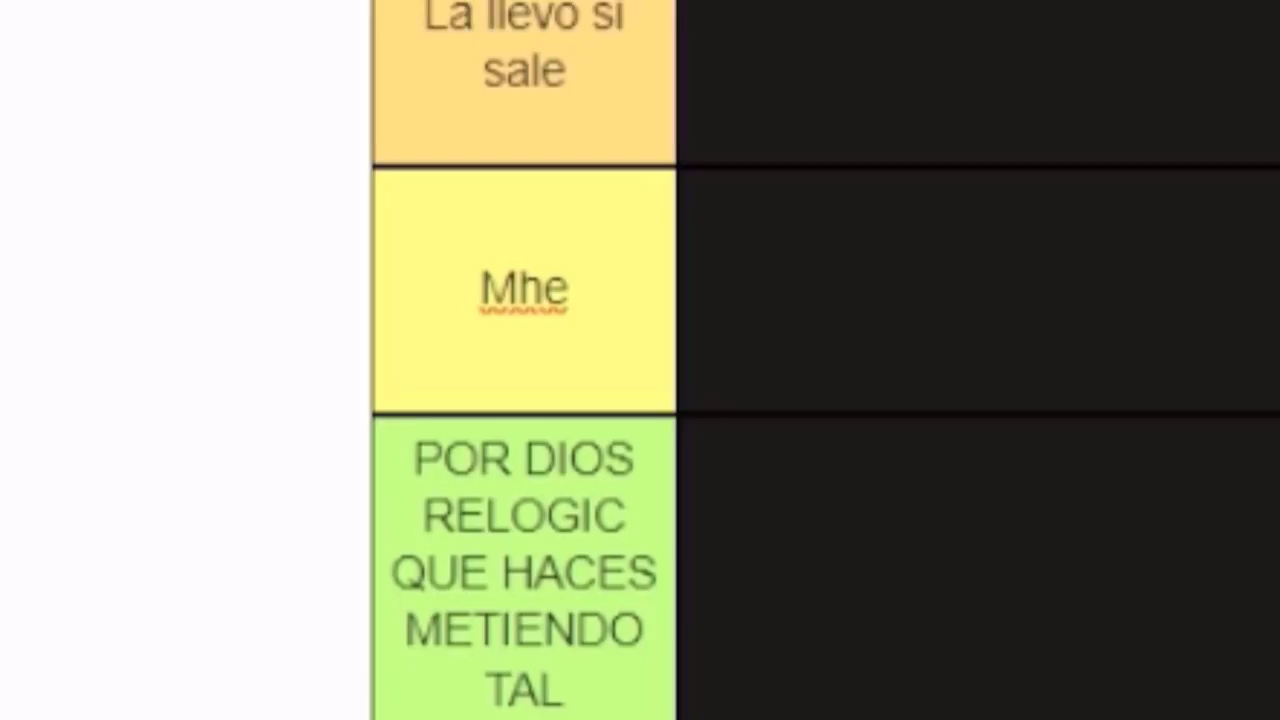 La llevo si
sale
Mhe
POR DIOS
RELOGIC
QUE HACES
METIENDO
TAL